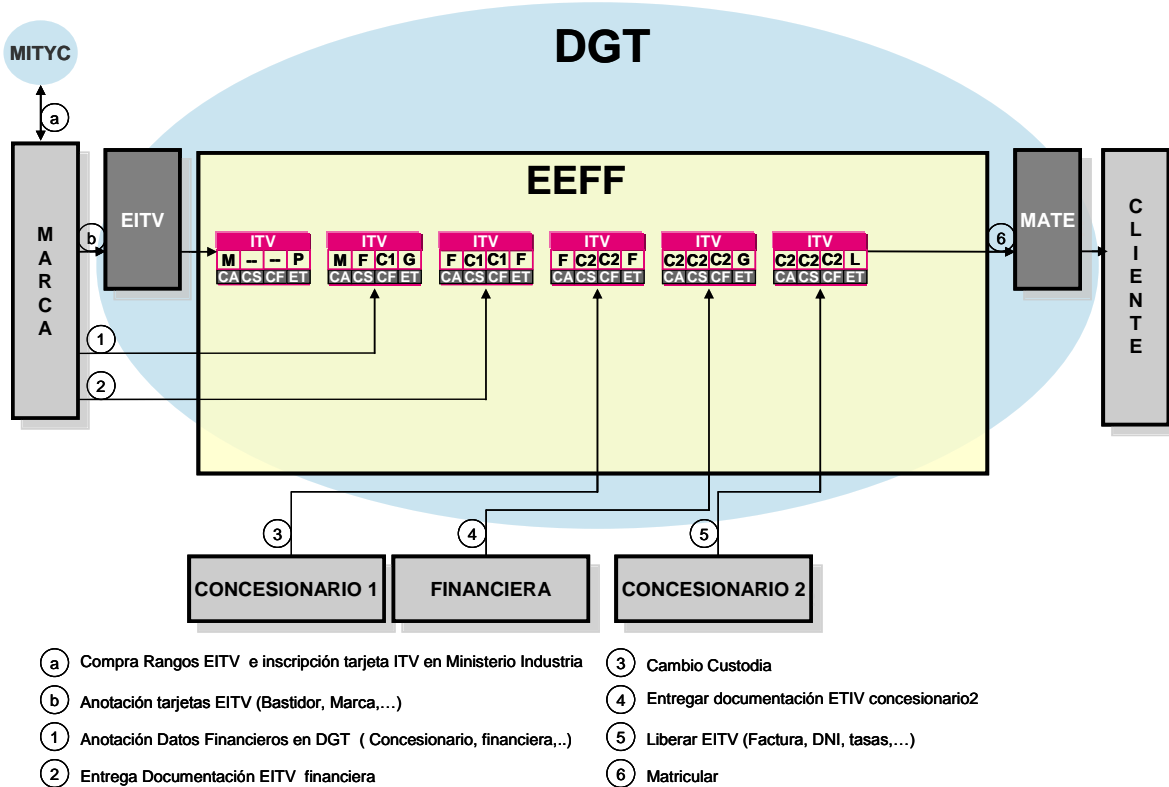 DGT
MITYC
a
EEFF
MARCA
b
EITV
ITV
M -- -- P
CA CS CF ET
ITV
M F C1 G
CA CS CF ET
ITV
F C1 C1 F
CA CS CF ET
ITV
F C2 C2 F
CA CS CF ET
ITV
C2 C2 C2 G
CA CS CF ET
ITV
C2 C2 C2 L
CA CS CF ET
6
MATE
CLIENTE
1
2
3
4
5
CONCESIONARIO 1
FINANCIERA
CONCESIONARIO 2
a Compra Rangos EITV e inscripción tarjeta ITV en Ministerio Industria
b Anotación tarjetas EITV (Bastidor, Marca,…)
1 Anotación Datos Financieros en DGT ( Concesionario, financiera,..)
2 Entrega Documentación EITV financiera
3 Cambio Custodia
4 Entregar documentación ETIV concesionario2
5 Liberar EITV (Factura, DNI, tasas,…)
6 Matricular